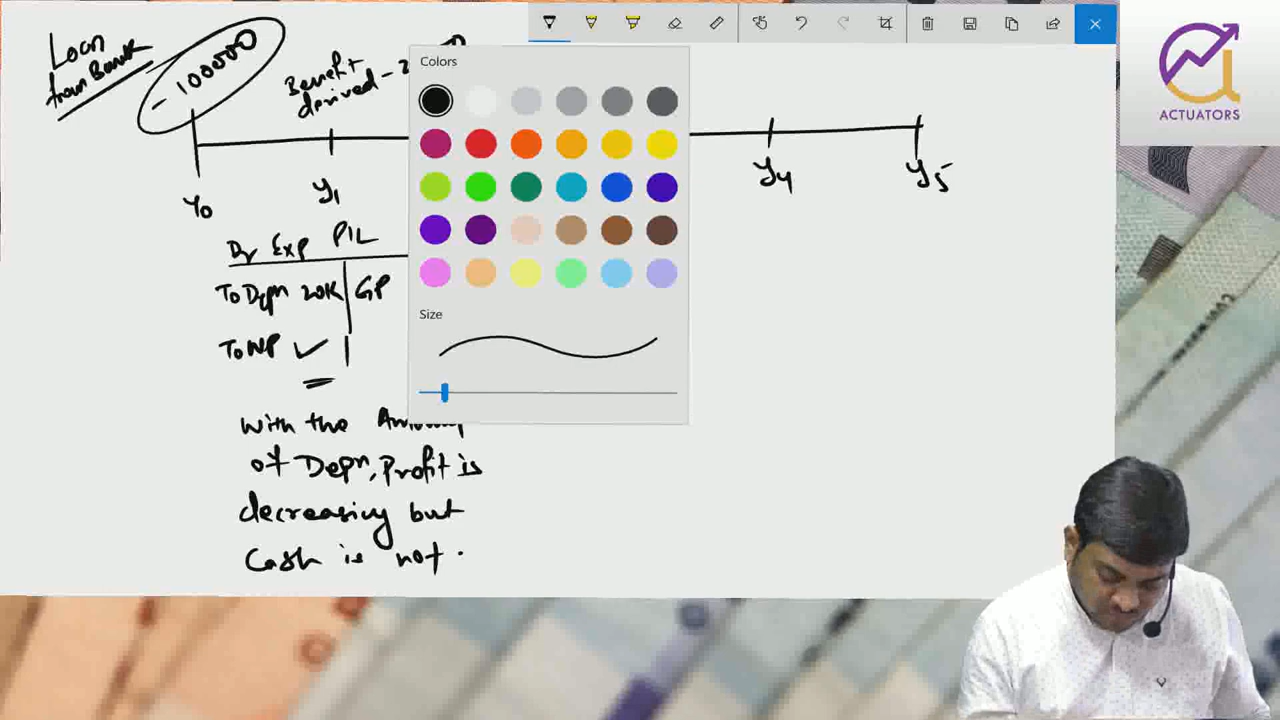 Loan
from Bank
-100000
Benefit
derived - 2
Colors
y0
y1
y4
y5
Dr Exp P/L
To Depn 20K GP
To NP ✓
Size
With the
of Depn, Profit is
decreasing but
Cash is not.
ACTUATORS